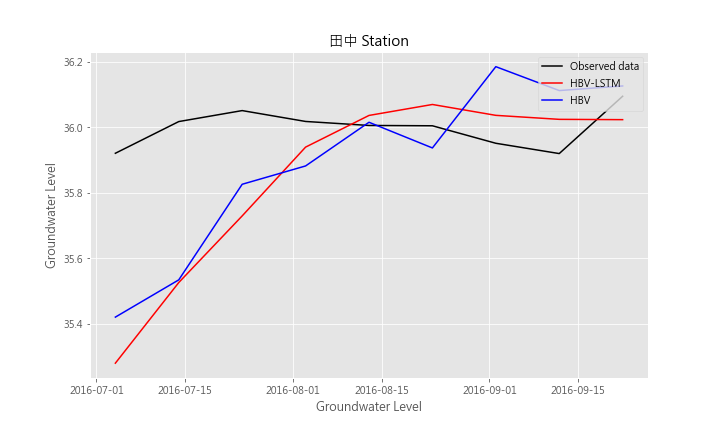 田中 Station
36.2
36.0
35.8
35.6
35.4
Groundwater Level
Observed data
HBV-LSTM
HBV
2016-07-01 2016-07-15 2016-08-01 2016-08-15 2016-09-01 2016-09-15
Groundwater Level